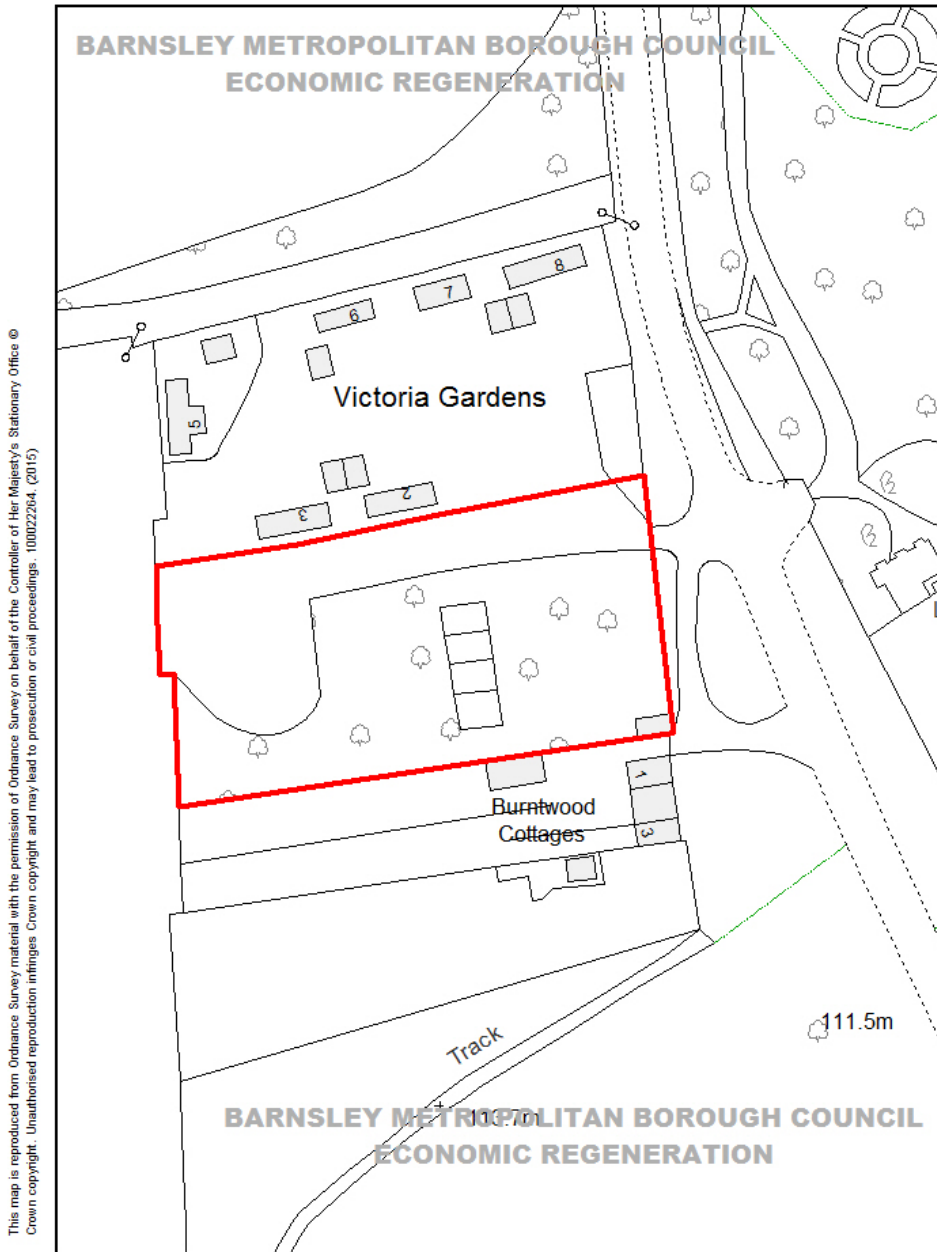 BARNSLEY METROPOLITAN BOROUGH COUNCIL
ECONOMIC REGENERATION
8
7
6
Victoria Gardens
5
2
3
1
Burntwood
Cottages
3
Track
111.5m
BARNSLEY METROPOLITAN BOROUGH COUNCIL
ECONOMIC REGENERATION
This map is reproduced from Ordnance Survey material with the permission of Ordnance Survey on behalf of the Controller of Her Majesty's Stationary Office ©
Crown copyright. Unauthorised reproduction infringes Crown copyright and may lead to prosecution or civil proceedings. 100022264. (2015)